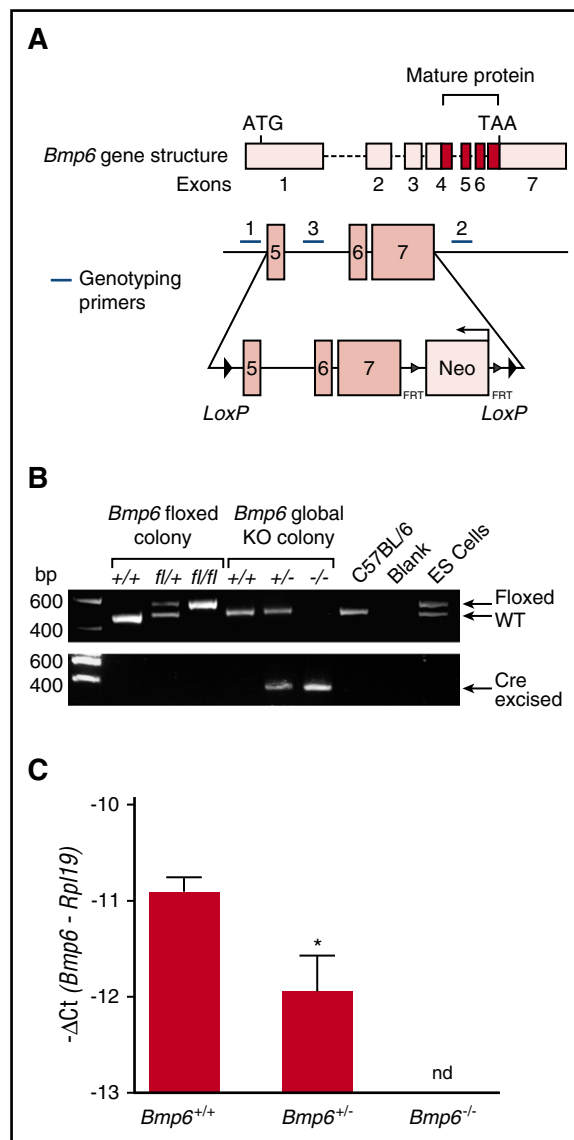 A
Mature protein
ATG
TAA
Bmp6 gene structure
Exons 1 2 3 4 5 6 7
1 3 2
5 6 7
Genotyping
primers
5 6 7 Neo
FRT FRT
LoxP LoxP
B
Bmp6 floxed
colony
Bmp6 global
KO colony
bp +/+ fl/+ fl/fl +/+ +/- -/- C57BL/6 Blank ES Cells
600
400
Floxed
WT
600
400
Cre
excised
C
-ΔCt (Bmp6 - Rpl19)
-10
-11
-12
-13
*
nd
Bmp6+/+ Bmp6+/- Bmp6-/-